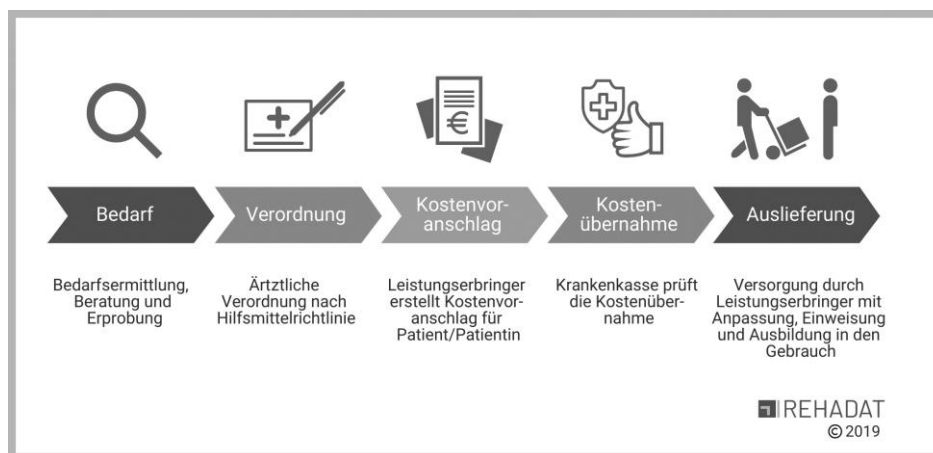 €
Bedarf
Verordnung
Kostenvor-
anschlag
Kosten-
übernahme
Auslieferung
Bedarfsermittlung,
Beratung und
Erprobung
Ärtztliche
Verordnung nach
Hilfsmittelrichtlinie
Leistungserbringer
erstellt Kostenvor-
anschlag für
Patient/Patientin
Krankenkasse prüft
die Kostenüber-
nahme
Versorgung durch
Leistungserbringer mit
Anpassung, Einweisung
und Ausbildung in den
Gebrauch
REHADAT
© 2019